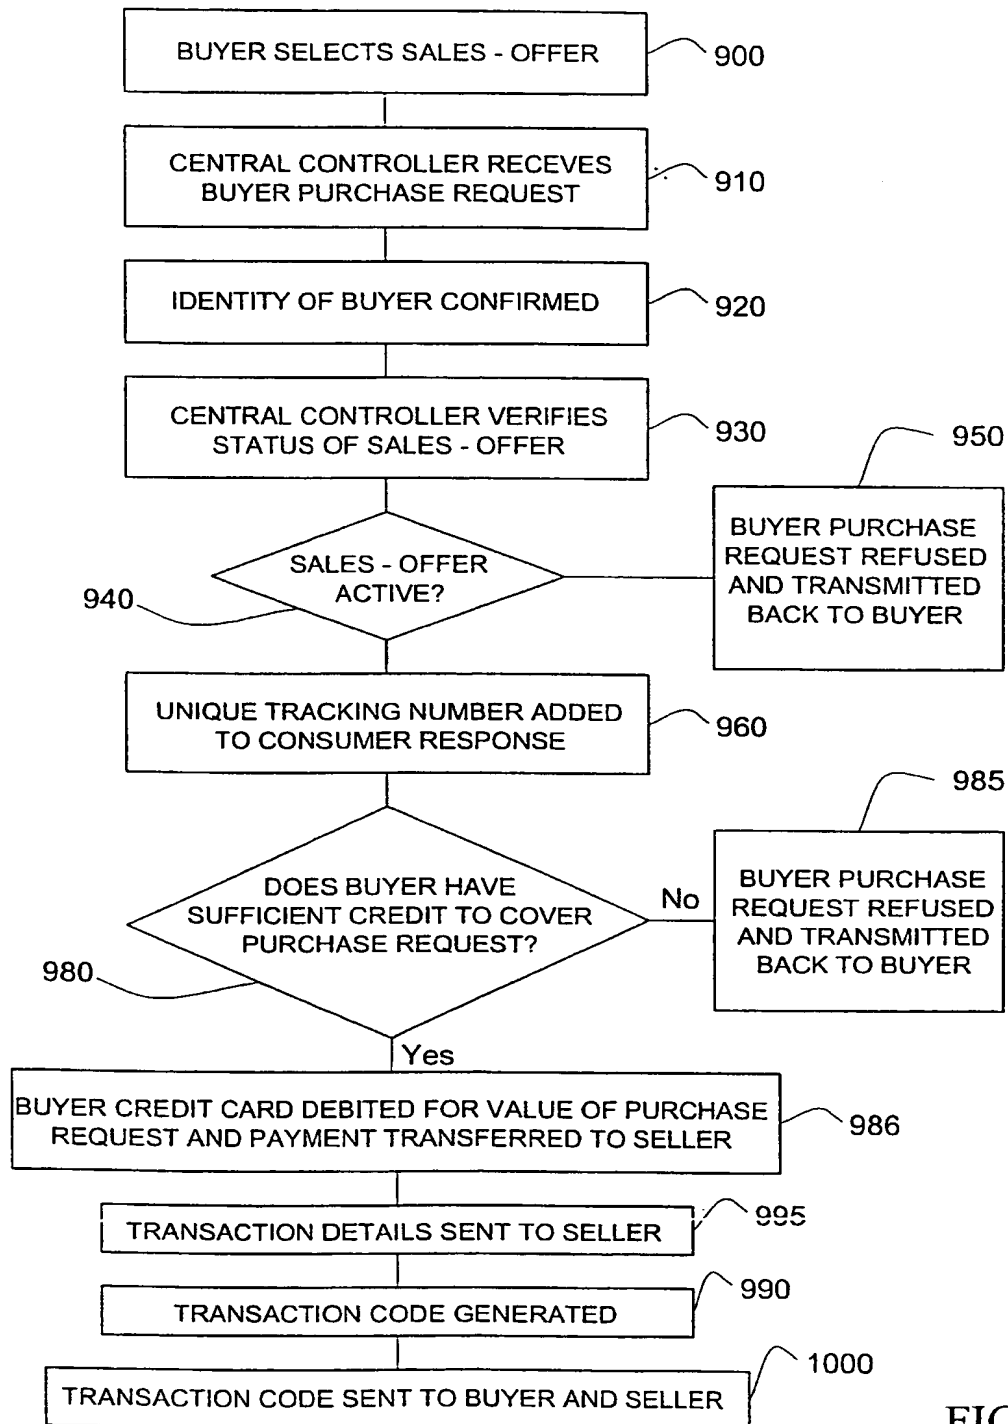 BUYER SELECTS SALES - OFFER
900
CENTRAL CONTROLLER RECEVES
BUYER PURCHASE REQUEST
910
IDENTITY OF BUYER CONFIRMED
920
CENTRAL CONTROLLER VERIFIES
STATUS OF SALES - OFFER
930
SALES - OFFER
ACTIVE?
940
950
BUYER PURCHASE
REQUEST REFUSED
AND TRANSMITTED
BACK TO BUYER
UNIQUE TRACKING NUMBER ADDED
TO CONSUMER RESPONSE
960
DOES BUYER HAVE
SUFFICIENT CREDIT TO COVER
PURCHASE REQUEST?
980
No
985
BUYER PURCHASE
REQUEST REFUSED
AND TRANSMITTED
BACK TO BUYER
Yes
BUYER CREDIT CARD DEBITED FOR VALUE OF PURCHASE
REQUEST AND PAYMENT TRANSFERRED TO SELLER
986
TRANSACTION DETAILS SENT TO SELLER
995
TRANSACTION CODE GENERATED
990
TRANSACTION CODE SENT TO BUYER AND SELLER
1000
FIG